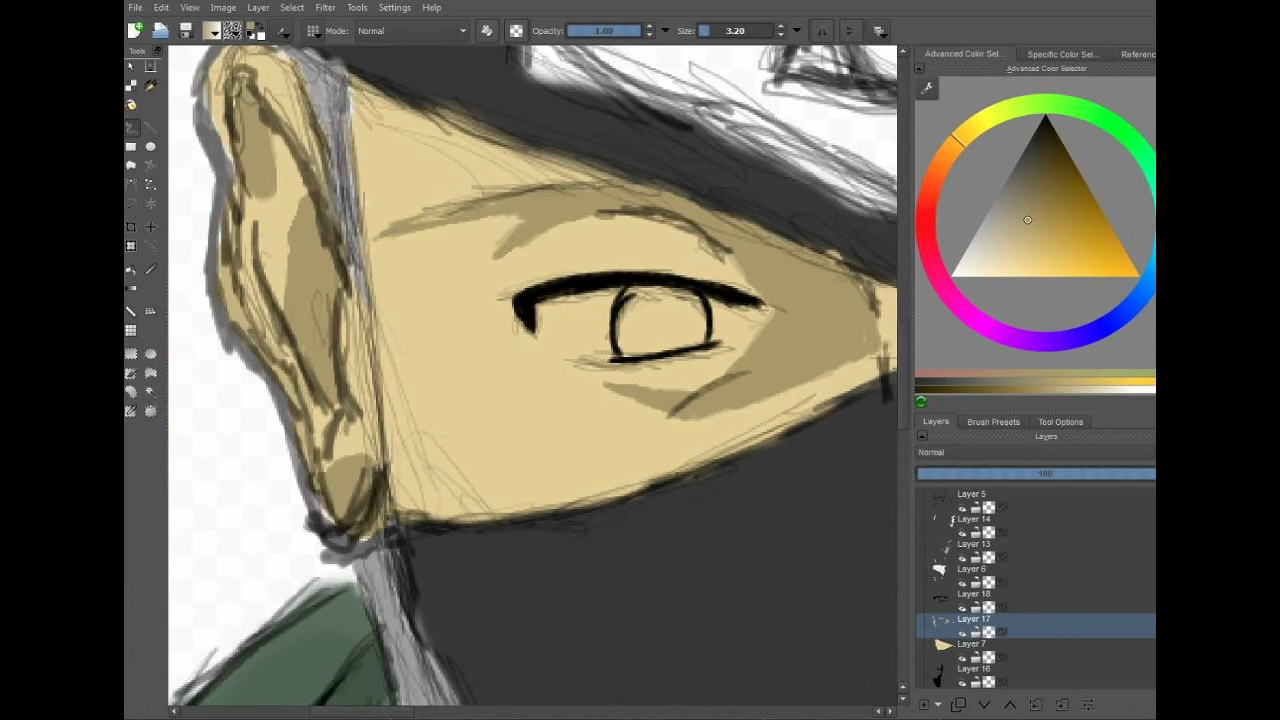 File Edit View Image Layer Select Filter Tools Settings Help
Mode: Normal Opacity: 1.00 Size: 3.20
Tools
Advanced Color Sel... Specific Color Sel... Referenc
Advanced Color Selector
Layers Brush Presets Tool Options
Layers
Normal
100
Layer 5
Layer 14
Layer 13
Layer 6
Layer 18
Layer 17
Layer 7
Layer 16